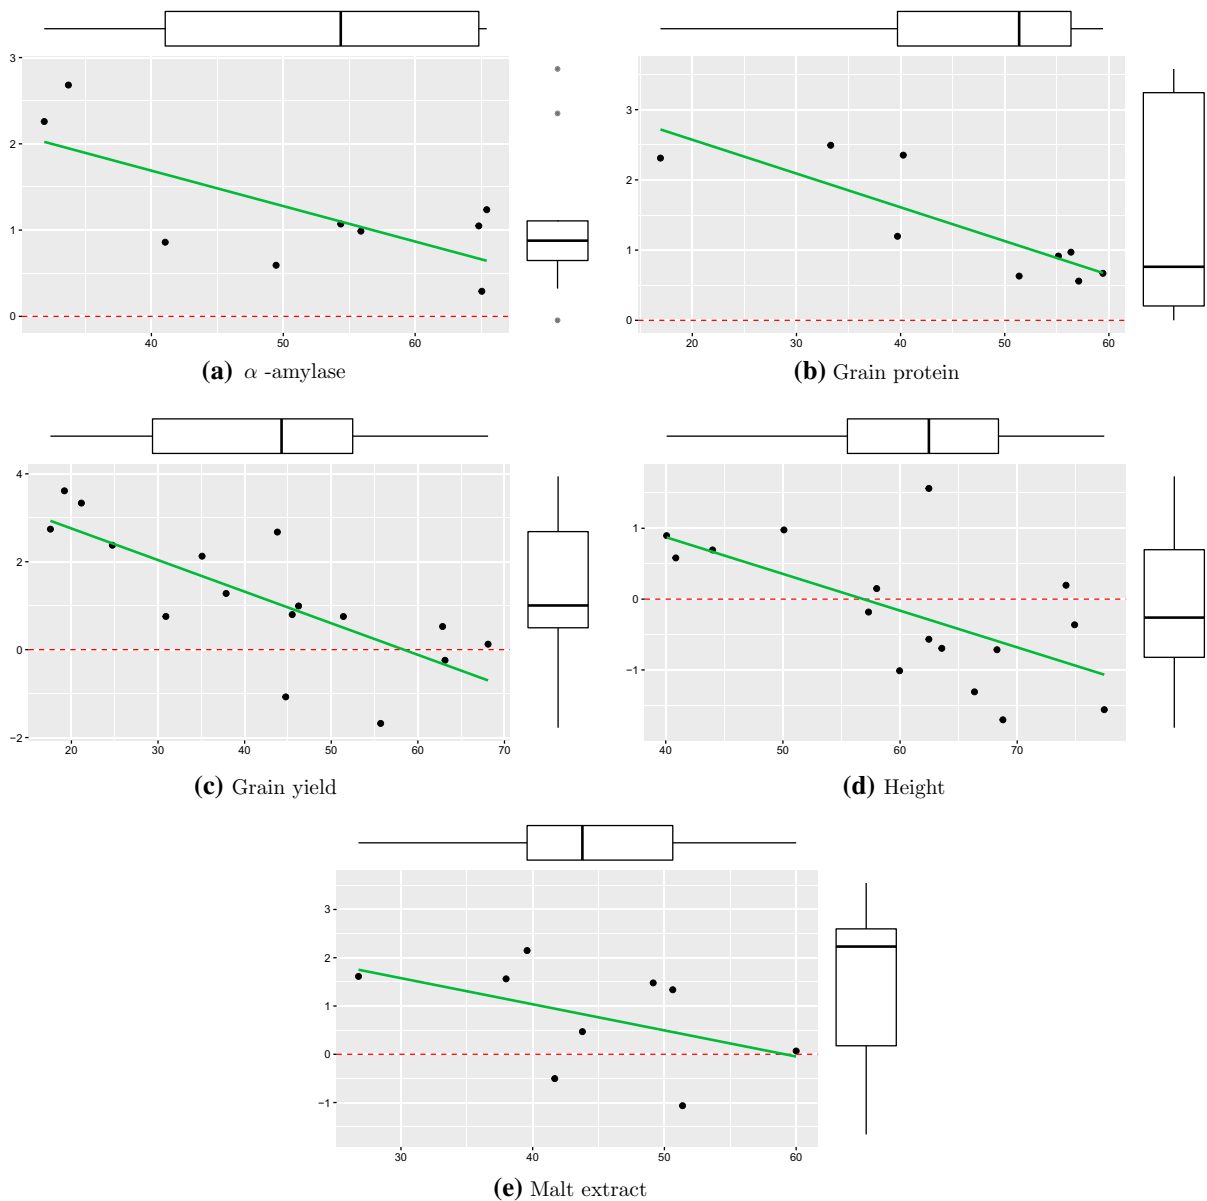 3
2
1
0
40 50 60
(a) α -amylase
3
2
1
0
20 30 40 50 60
(b) Grain protein
4
2
0
−2
20 30 40 50 60 70
(c) Grain yield
1
0
−1
40 50 60 70
(d) Height
3
2
1
0
−1
30 40 50 60
(e) Malt extract